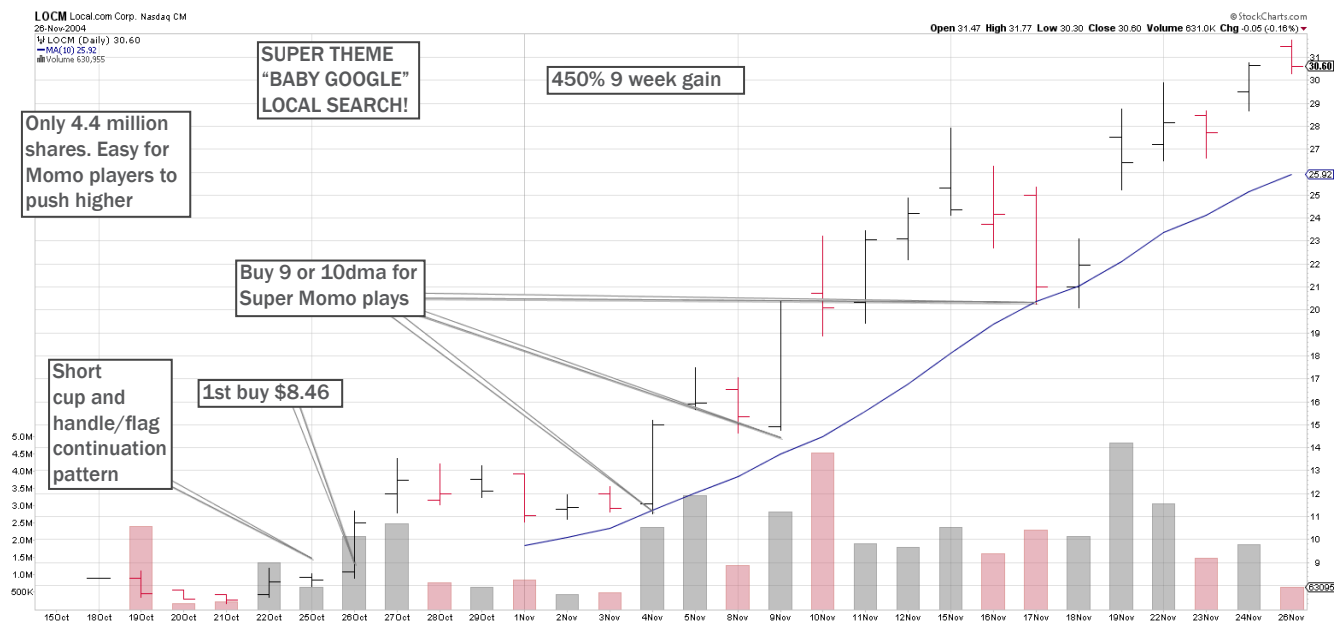 LOCM Local.com Corp. Nasdaq CM
© StockCharts.com
26-Nov-2004
Open 31.47 High 31.77 Low 30.30 Close 30.60 Volume 631.0K Chg -0.05 (-0.16%)
LOCM (Daily) 30.60
MA(10) 25.92
Volume 630,955
SUPER THEME
“BABY GOOGLE”
LOCAL SEARCH!
450% 9 week gain
Only 4.4 million
shares. Easy for
Momo players to
push higher
Buy 9 or 10dma for
Super Momo plays
Short
cup and
handle/flag
continuation
pattern
1st buy $8.46
31
30.60
30
29
28
27
26
25.92
25
24
23
22
21
20
19
18
17
16
15
14
13
12
11
10
9
63095
5.0M
4.5M
4.0M
3.5M
3.0M
2.5M
2.0M
1.5M
1.0M
500K
15Oct 18Oct 19Oct 20Oct 21Oct 22Oct 25Oct 26Oct 27Oct 28Oct 29Oct 1Nov 2Nov 3Nov 4Nov 5Nov 8Nov 9Nov 10Nov 11Nov 12Nov 15Nov 16Nov 17Nov 18Nov 19Nov 22Nov 23Nov 24Nov 26Nov